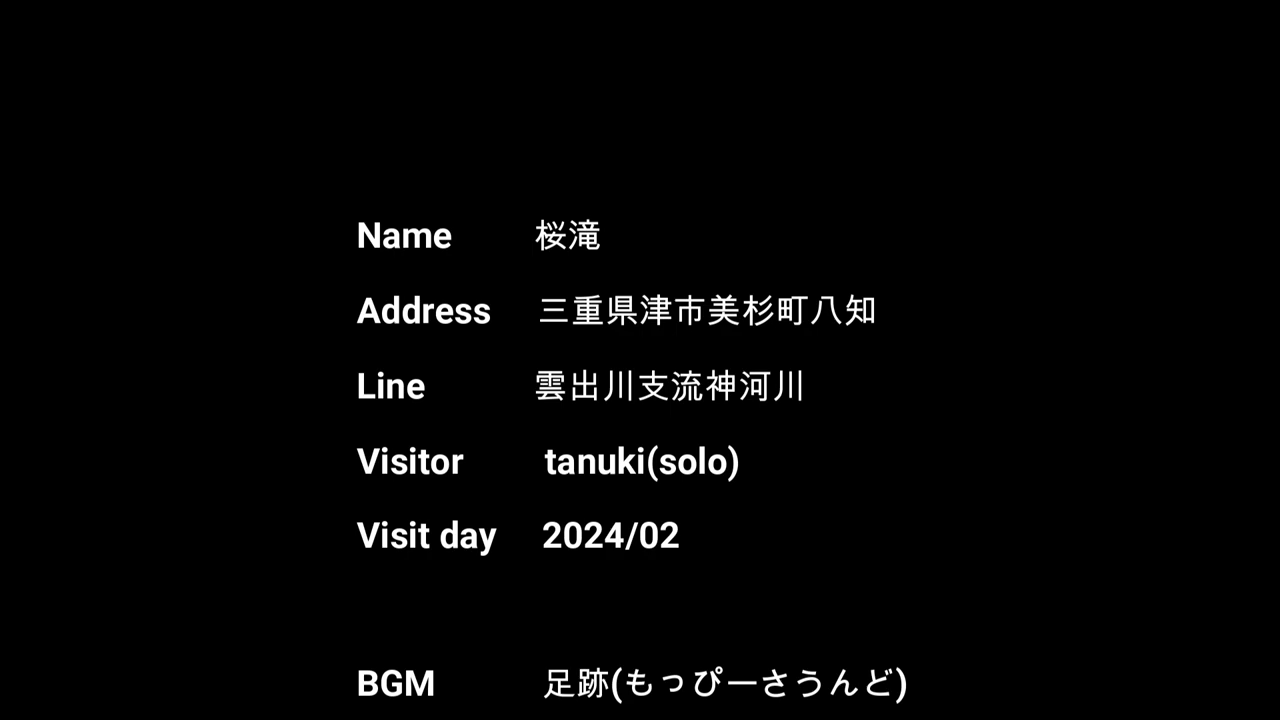 Name 桜滝
Address 三重県津市美杉町八知
Line 雲出川支流神河川
Visitor tanuki(solo)
Visit day 2024/02
BGM 足跡(もっぴーさうんど)